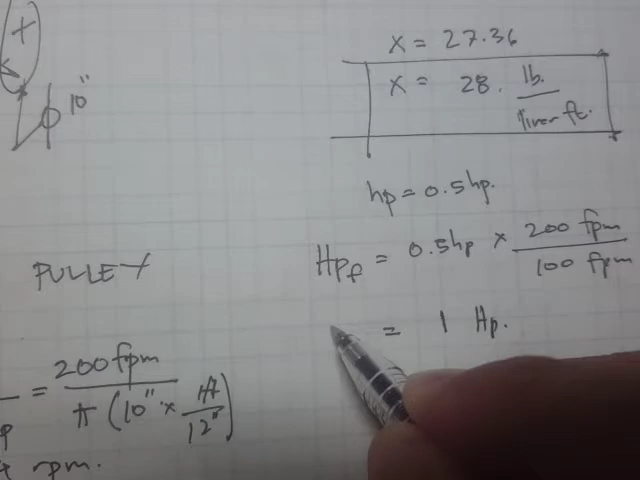 10"
x = 27.36
x = 28. lb. / liner ft.
hp = 0.5hp.
Hpf = 0.5hp × 200 fpm / 100 fpm
= 1 Hp.
PULLEY
= 200 fpm / π (10" × ft / 12")
rpm.